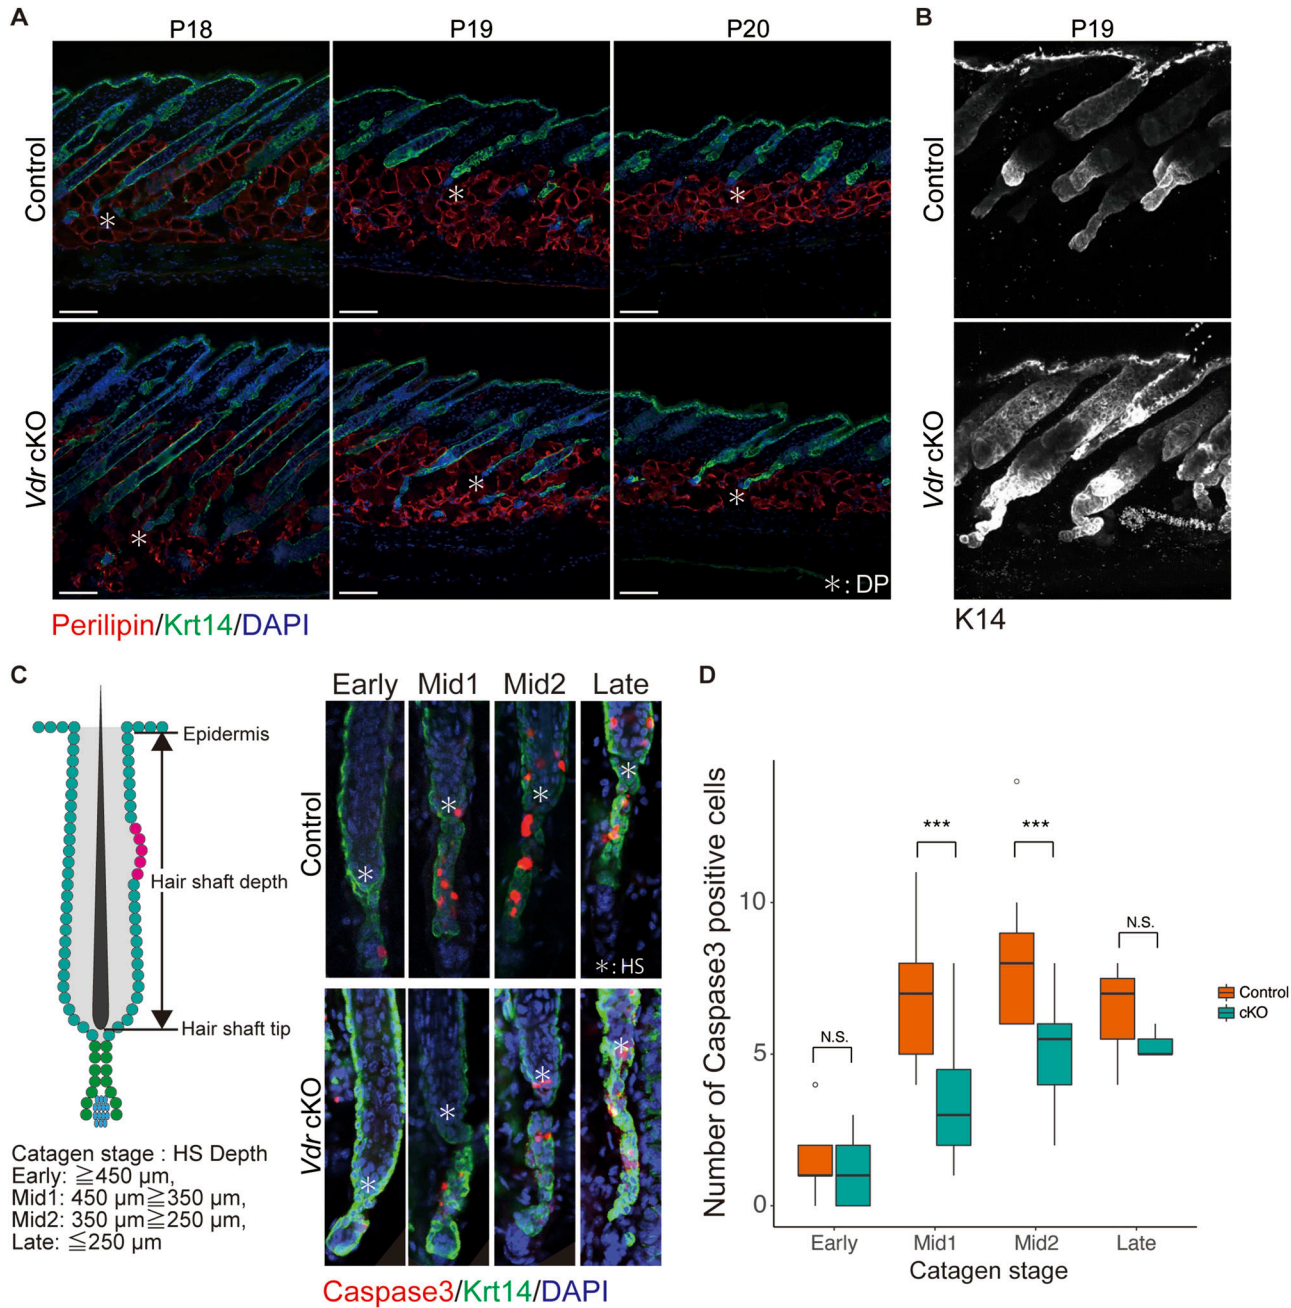 A
P18
P19
P20
Control
Vdr cKO
*: DP
Perilipin/Krt14/DAPI
B
P19
Control
Vdr cKO
K14
C
Epidermis
Hair shaft depth
Hair shaft tip
Catagen stage : HS Depth
Early: ≧450 µm,
Mid1: 450 µm≧350 µm,
Mid2: 350 µm≧250 µm,
Late: ≦250 µm
Early
Mid1
Mid2
Late
Control
*: HS
Vdr cKO
Caspase3/Krt14/DAPI
D
Number of Caspase3 positive cells
10
5
0
N.S.
***
***
N.S.
Early
Mid1
Mid2
Late
Catagen stage
Control
cKO